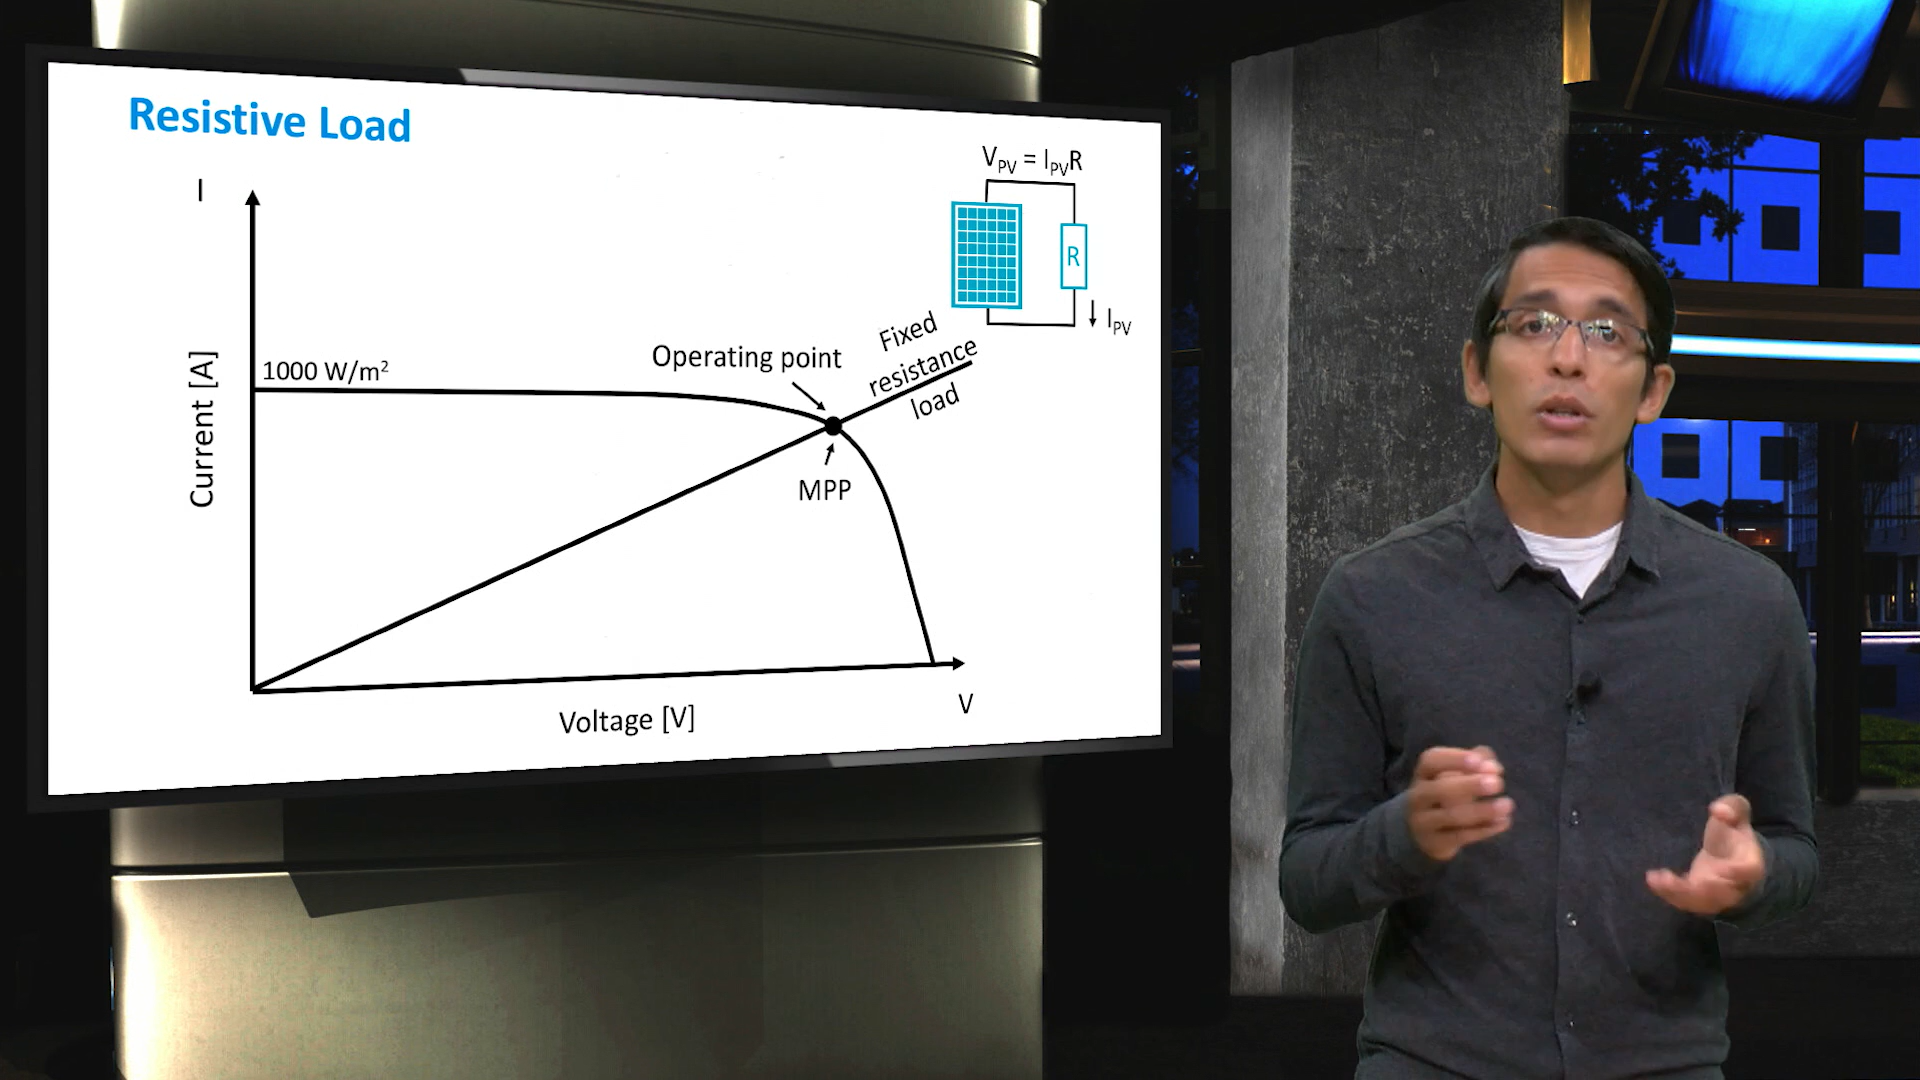 Resistive Load
I
V_PV = I_PV R
R
I_PV
Fixed
resistance
load
Operating point
1000 W/m²
MPP
Current [A]
Voltage [V]
V